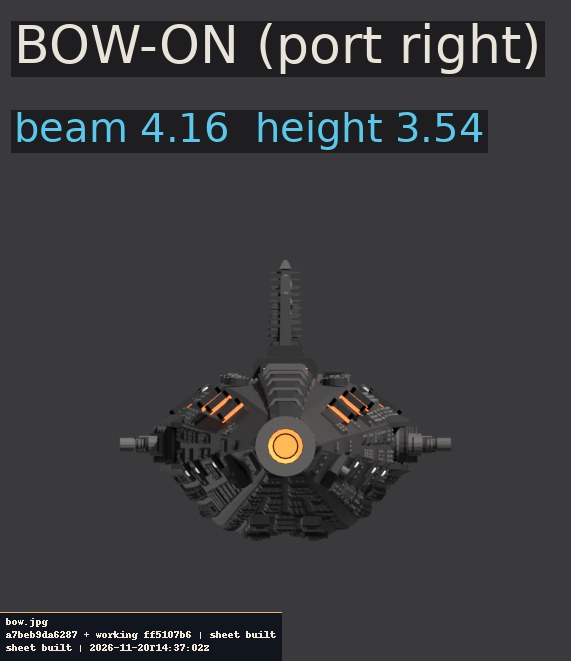 BOW-ON (port right)
beam 4.16  height 3.54
bow.jpg
a7beb9da6287 + working ff5107b6 | sheet built
sheet built | 2026-11-20T14:37:02Z